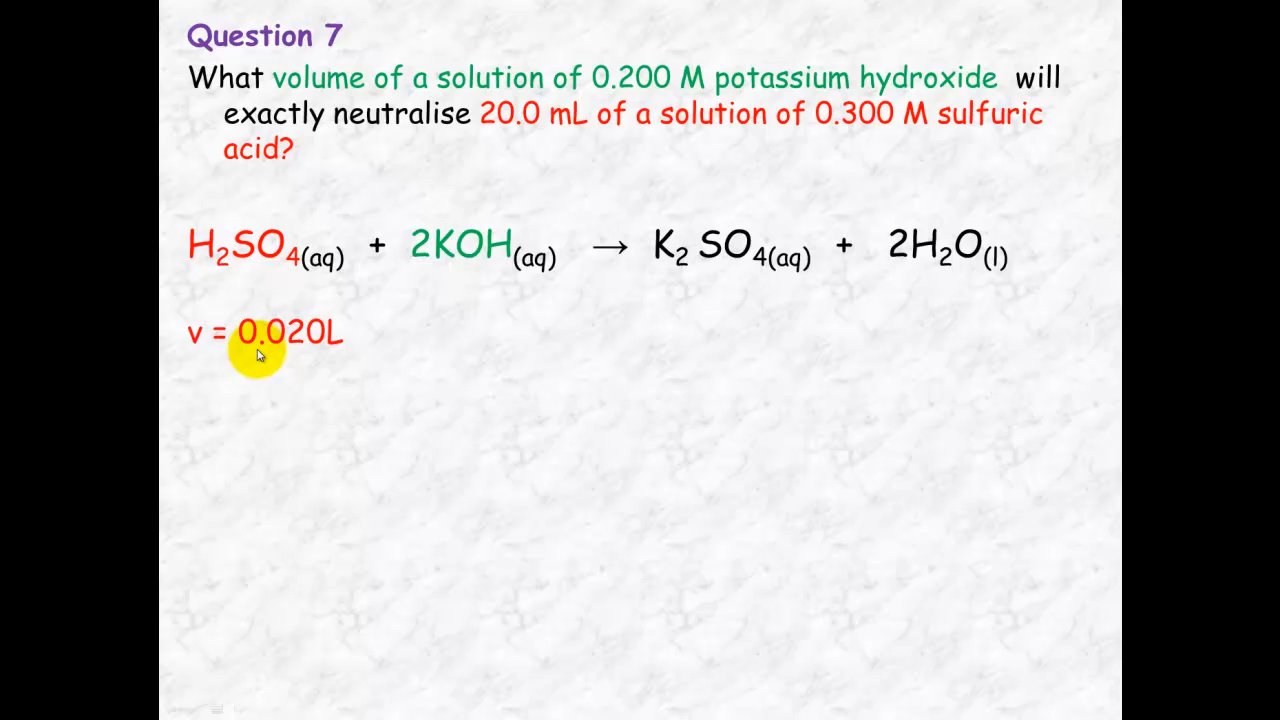 Question 7
What volume of a solution of 0.200 M potassium hydroxide will
exactly neutralise 20.0 mL of a solution of 0.300 M sulfuric
acid?
H₂SO₄(aq) + 2KOH(aq) → K₂ SO₄(aq) + 2H₂O(l)
v = 0.020L